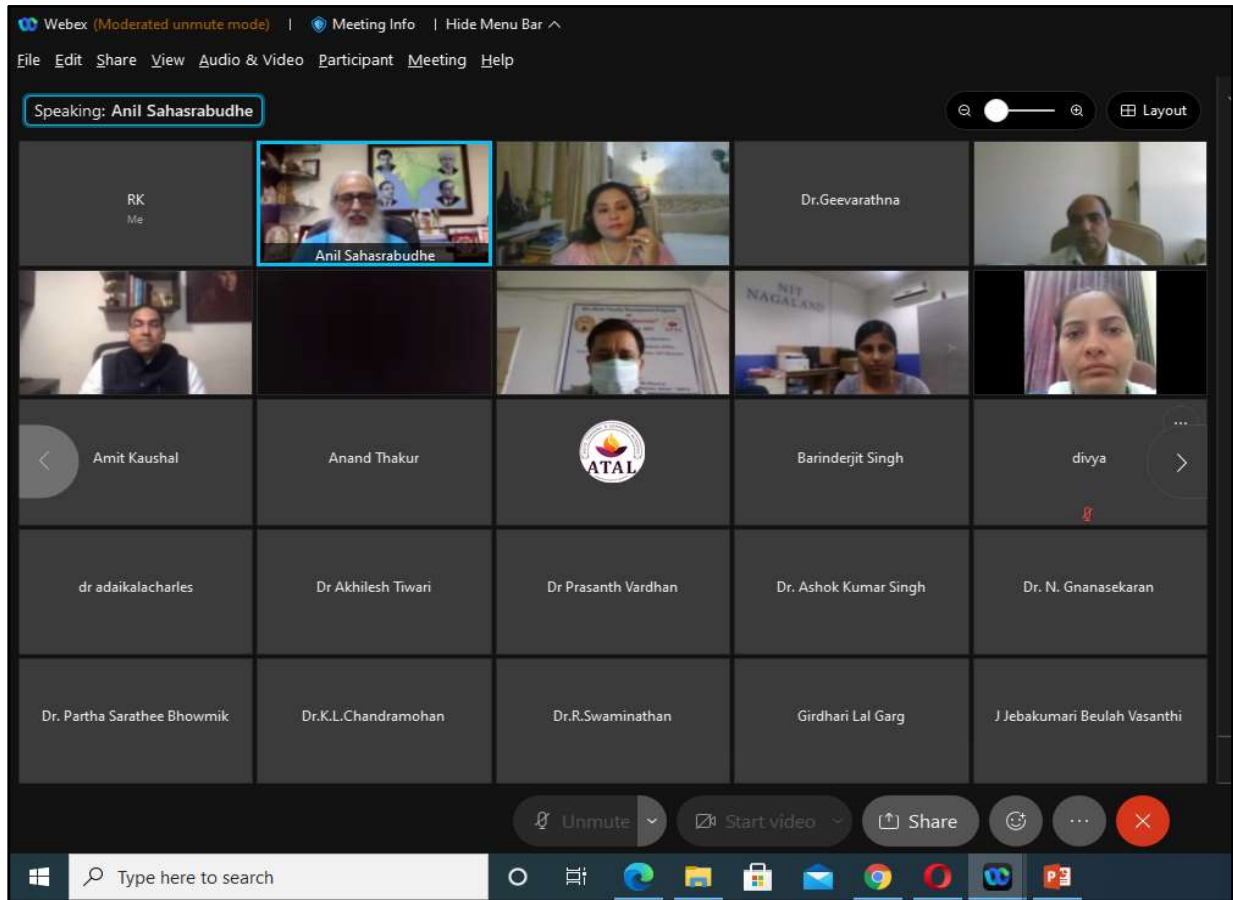 Webex (Moderated unmute mode) | Meeting Info | Hide Menu Bar
File Edit Share View Audio & Video Participant Meeting Help
Speaking: Anil Sahasrabudhe
Layout
RK
Me
Anil Sahasrabudhe
Dr.Geevarathna
ATAL
NIT
NAGALAND
Amit Kaushal
Anand Thakur
ATAL
Barinderjit Singh
divya
dr adaikalacharles
Dr Akhilesh Tiwari
Dr Prasanth Vardhan
Dr. Ashok Kumar Singh
Dr. N. Gnanasekaran
Dr. Partha Sarathee Bhowmik
Dr.K.L.Chandramohan
Dr.R.Swaminathan
Girdhari Lal Garg
J Jebakumari Beulah Vasanthi
Unmute
Start video
Share
Type here to search